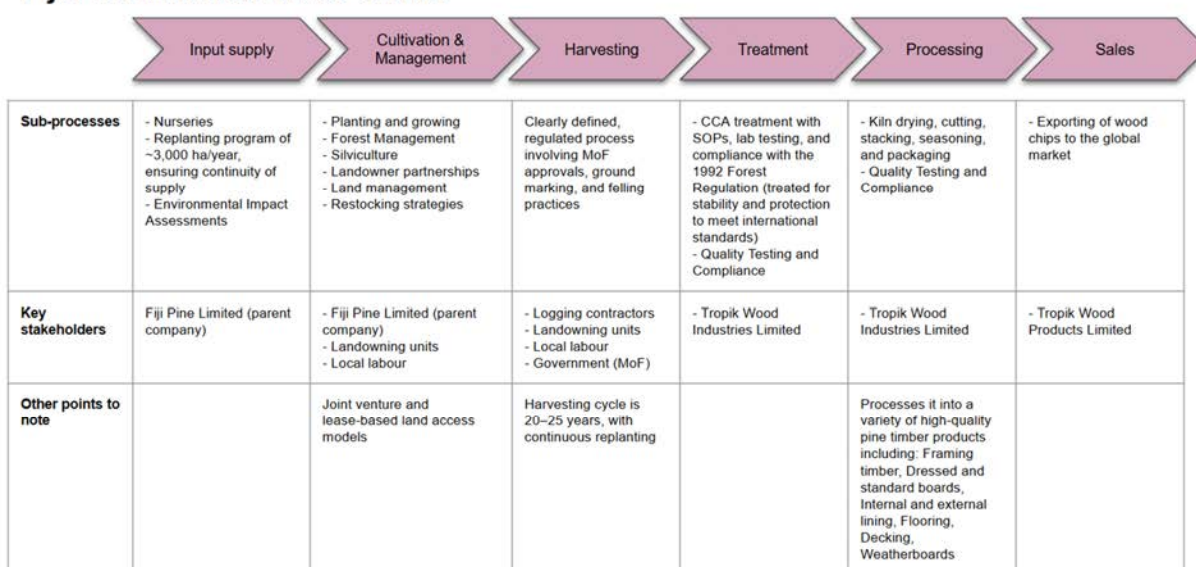 Input supply
Cultivation &
Management
Harvesting
Treatment
Processing
Sales
Sub-processes
- Nurseries
- Replanting program of
~3,000 ha/year,
ensuring continuity of
supply
- Environmental Impact
Assessments
- Planting and growing
- Forest Management
- Silviculture
- Landowner partnerships
- Land management
- Restocking strategies
Clearly defined,
regulated process
involving MoF
approvals, ground
marking, and felling
practices
- CCA treatment with
SOPs, lab testing, and
compliance with the
1992 Forest
Regulation (treated for
stability and protection
to meet international
standards)
- Quality Testing and
Compliance
- Kiln drying, cutting,
stacking, seasoning,
and packaging
- Quality Testing and
Compliance
- Exporting of wood
chips to the global
market
Key
stakeholders
Fiji Pine Limited (parent
company)
- Fiji Pine Limited (parent
company)
- Landowning units
- Local labour
- Logging contractors
- Landowning units
- Local labour
- Government (MoF)
- Tropik Wood
Industries Limited
- Tropik Wood
Industries Limited
- Tropik Wood
Products Limited
Other points to
note
Joint venture and
lease-based land access
models
Harvesting cycle is
20–25 years, with
continuous replanting
Processes it into a
variety of high-quality
pine timber products
including: Framing
timber, Dressed and
standard boards,
Internal and external
lining, Flooring,
Decking,
Weatherboards